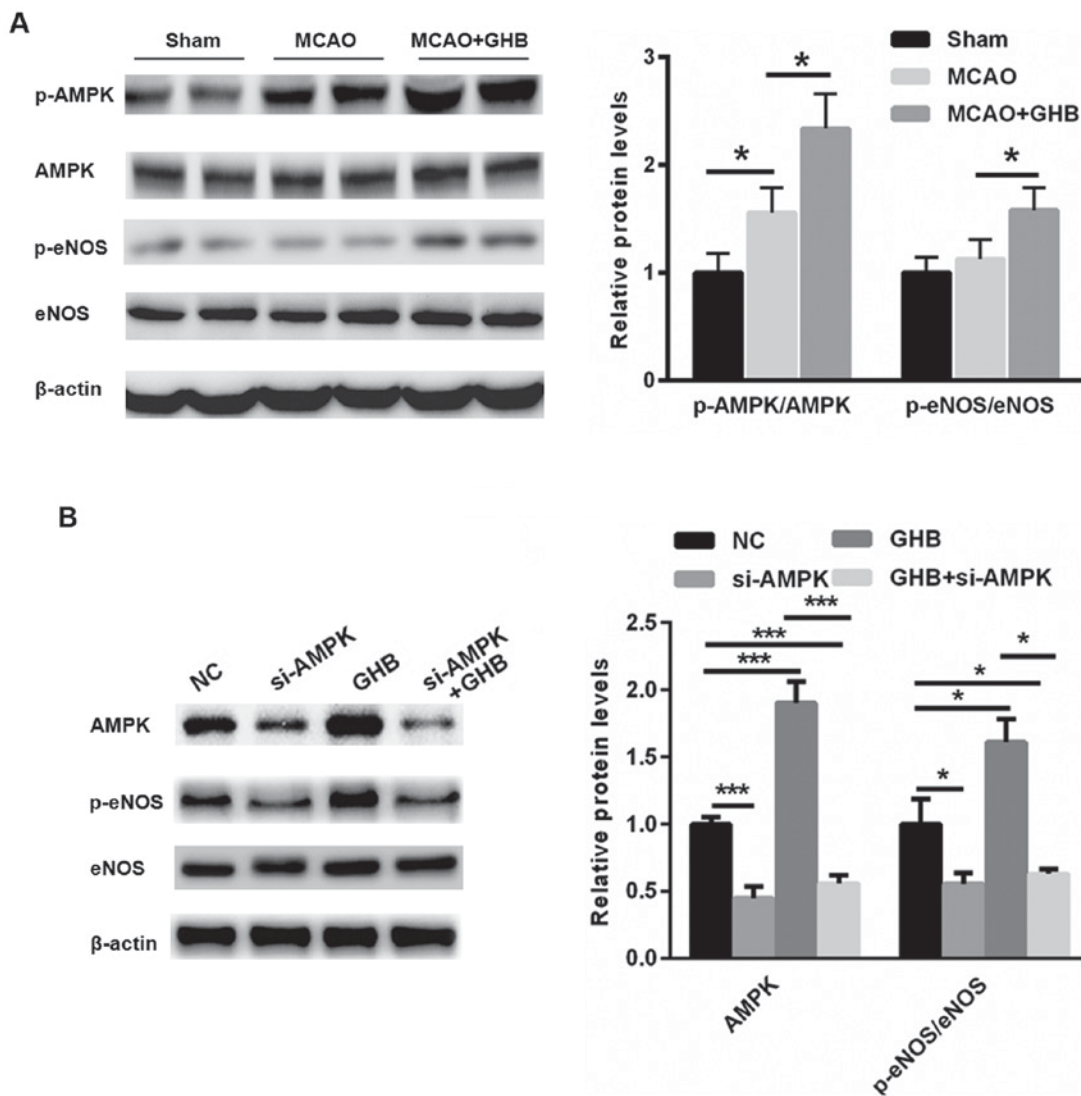 A
Sham MCAO MCAO+GHB
p-AMPK
AMPK
p-eNOS
eNOS
β-actin
Relative protein levels
3
2
1
0
Sham
MCAO
MCAO+GHB
*
*
*
p-AMPK/AMPK p-eNOS/eNOS
B
NC si-AMPK GHB si-AMPK
+GHB
AMPK
p-eNOS
eNOS
β-actin
NC GHB
si-AMPK GHB+si-AMPK
Relative protein levels
2.5
2.0
1.5
1.0
0.5
0.0
***
***
***
***
*
*
*
*
AMPK
p-eNOS/eNOS